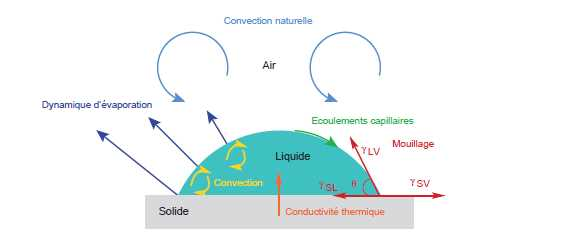 Convection naturelle
Air
Dynamique d'évaporation
Ecoulements capillaires
γLV
Mouillage
Liquide
Convection
γSL
θ
γSV
Solide
Conductivité thermique